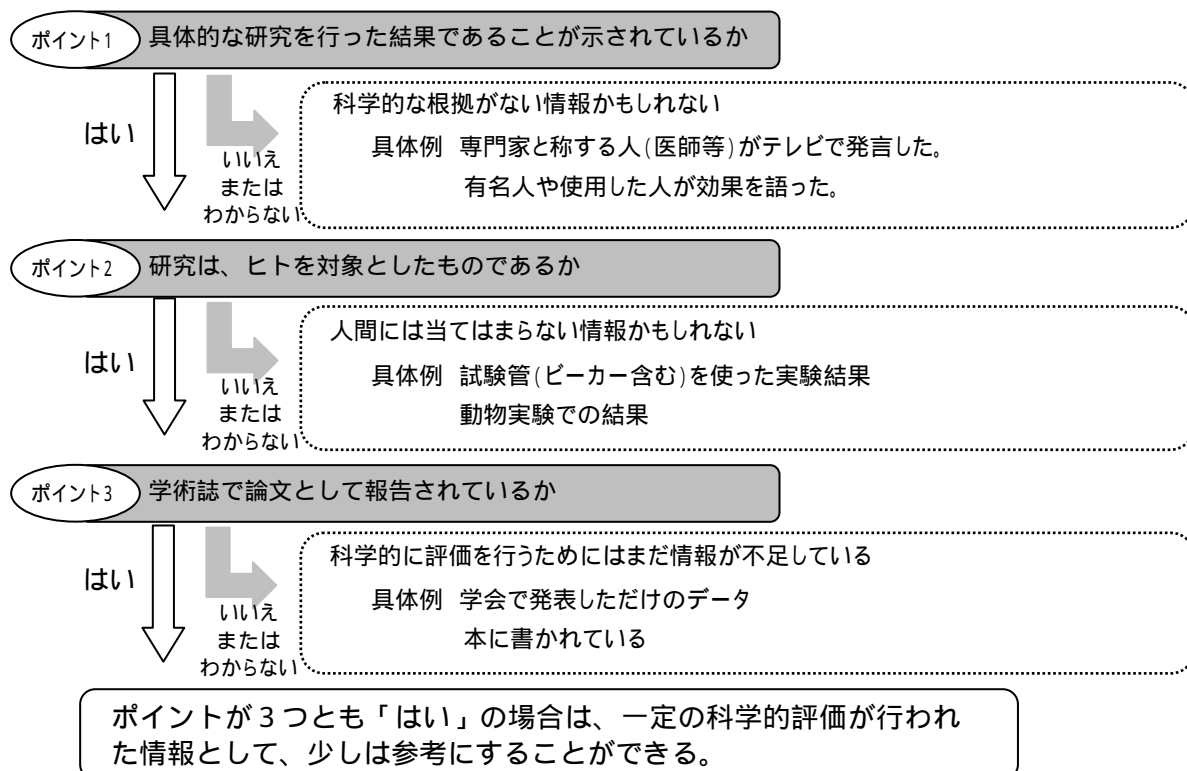 ポイント1 具体的な研究を行った結果であることが示されているか
はい
いいえ
または
わからない
科学的な根拠がない情報かもしれない
具体例 専門家と称する人(医師等)がテレビで発言した。
有名人や使用した人が効果を語った。
ポイント2 研究は、ヒトを対象としたものであるか
はい
いいえ
または
わからない
人間には当てはまらない情報かもしれない
具体例 試験管(ビーカー含む)を使った実験結果
動物実験での結果
ポイント3 学術誌で論文として報告されているか
はい
いいえ
または
わからない
科学的に評価を行うためにはまだ情報が不足している
具体例 学会で発表しただけのデータ
本に書かれている
ポイントが3つとも「はい」の場合は、一定の科学的評価が行われ
た情報として、少しは参考にすることができる。